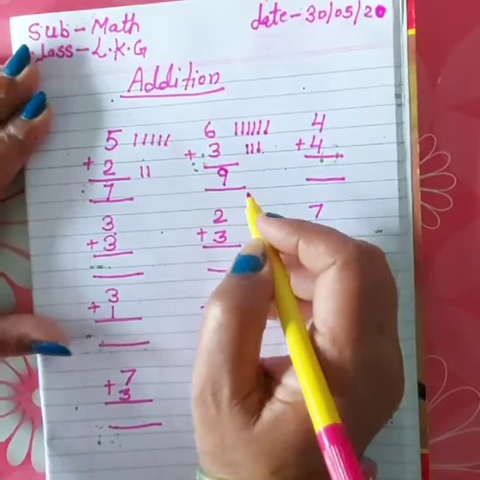 Sub - Math
date - 30/05/20
Class - L.K.G
Addition
5 IIIII
+ 2 II
7
6 IIIIII
+ 3 III
9
4
+ 4
3
+ 3
2
+ 3
7
+ 3
1
+ 7
3